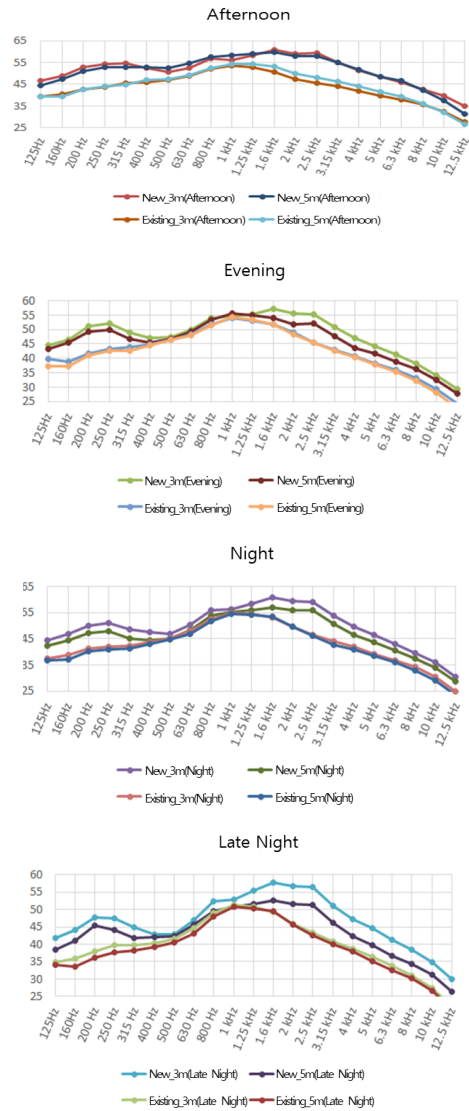 Afternoon
65
55
45
35
25
125Hz
160Hz
200 Hz
250 Hz
315 Hz
400 Hz
500 Hz
630 Hz
800 Hz
1 kHz
1.25 kHz
1.6 kHz
2 kHz
2.5 kHz
3.15 kHz
4 kHz
5 kHz
6.3 kHz
8 kHz
10 kHz
12.5 kHz
New_3m(Afternoon)
New_5m(Afternoon)
Existing_3m(Afternoon)
Existing_5m(Afternoon)
Evening
60
55
50
45
40
35
30
25
125Hz
160Hz
200 Hz
250 Hz
315 Hz
400 Hz
500 Hz
630 Hz
800 Hz
1 kHz
1.25 kHz
1.6 kHz
2 kHz
2.5 kHz
3.15 kHz
4 kHz
5 kHz
6.3 kHz
8 kHz
10 kHz
12.5 kHz
New_3m(Evening)
New_5m(Evening)
Existing_3m(Evening)
Existing_5m(Evening)
Night
55
45
35
25
125Hz
160Hz
200 Hz
250 Hz
315 Hz
400 Hz
500 Hz
630 Hz
800 Hz
1 kHz
1.25 kHz
1.6 kHz
2 kHz
2.5 kHz
3.15 kHz
4 kHz
5 kHz
6.3 kHz
8 kHz
10 kHz
12.5 kHz
New_3m(Night)
New_5m(Night)
Existing_3m(Night)
Existing_5m(Night)
Late Night
60
55
50
45
40
35
30
25
125Hz
160Hz
200 Hz
250 Hz
315 Hz
400 Hz
500 Hz
630 Hz
800 Hz
1 kHz
1.25 kHz
1.6 kHz
2 kHz
2.5 kHz
3.15 kHz
4 kHz
5 kHz
6.3 kHz
8 kHz
10 kHz
12.5 kHz
New_3m(Late Night)
New_5m(Late Night)
Existing_3m(Late Night)
Existing_5m(Late Night)